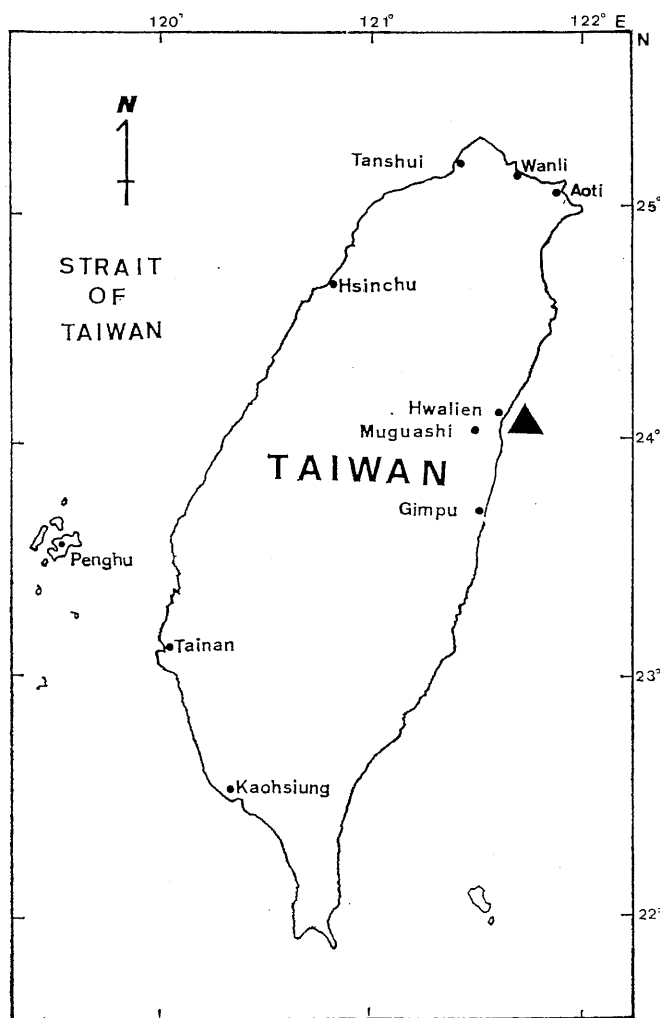 120°
121°
122° E
N
N
Tanshui
Wanli
Aoti
25°
STRAIT
OF
TAIWAN
Hsinchu
Hwalien
Muguashi
24°
TAIWAN
Gimpu
Penghu
Tainan
23°
Kaohsiung
22°